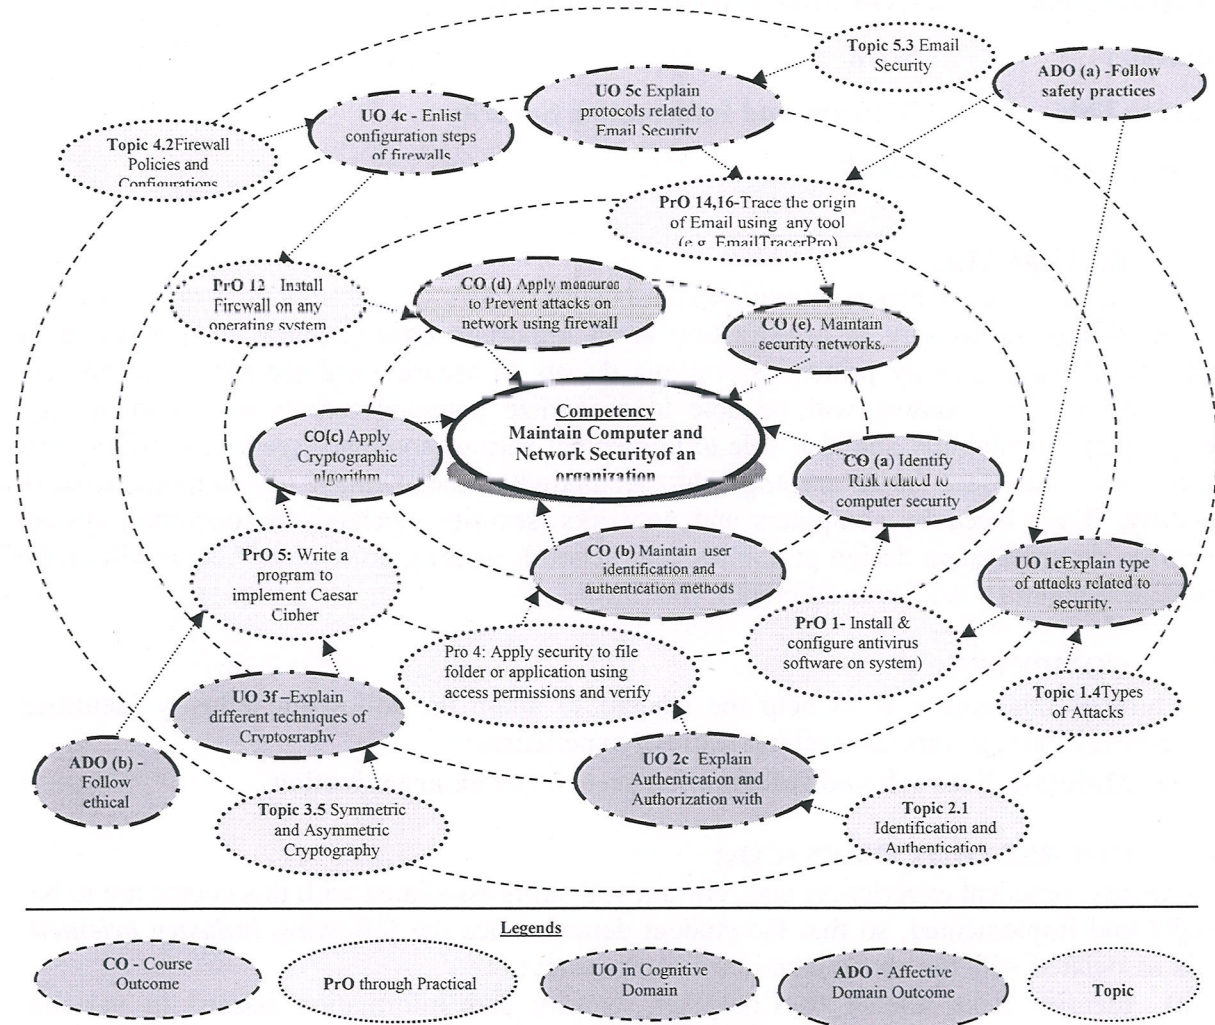 Topic 5.3 Email
Security
ADO (a) -Follow
safety practices
UO 5c Explain
protocols related to
Email Security
UO 4c - Enlist
configuration steps
of firewalls
Topic 4.2Firewall
Policies and
Configurations
PrO 14,16-Trace the origin
of Email using any tool
(e.g. EmailTracerPro)
PrO 12 - Install
Firewall on any
operating system
CO (d) Apply measures
to Prevent attacks on
network using firewall
CO (e). Maintain
security networks.
Competency
Maintain Computer and
Network Securityof an
organization
CO(c) Apply
Cryptographic
algorithm
CO (a) Identify
Risk related to
computer security
CO (b) Maintain user
identification and
authentication methods
PrO 5: Write a
program to
implement Caesar
Cipher
UO 1cExplain type
of attacks related to
security.
PrO 1- Install &
configure antivirus
software on system)
Pro 4: Apply security to file
folder or application using
access permissions and verify
UO 3f –Explain
different techniques of
Cryptography
Topic 1.4Types
of Attacks
ADO (b) -
Follow
ethical
UO 2c Explain
Authentication and
Authorization with
Topic 3.5 Symmetric
and Asymmetric
Cryptography
Topic 2.1
Identification and
Authentication
Legends
CO - Course
Outcome
PrO through Practical
UO in Cognitive
Domain
ADO - Affective
Domain Outcome
Topic